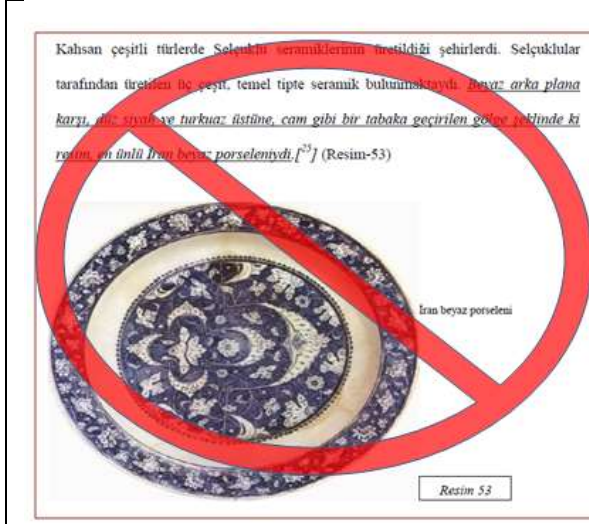 Kahsan çeşitli türlerde Selçuklu seramiklerinin üretildiği şehirlerdi. Selçuklular
tarafından üretilen üç çeşit, temel tipte seramik bulunmaktaydı. Beyaz arka plana
karşı, düz siyah ve turkuaz üstüne, cam gibi bir tabaka geçirilen gölge şeklinde ki
resim, en ünlü İran beyaz porseleniydi.[25] (Resim-53)
İran beyaz porseleni
Resim 53